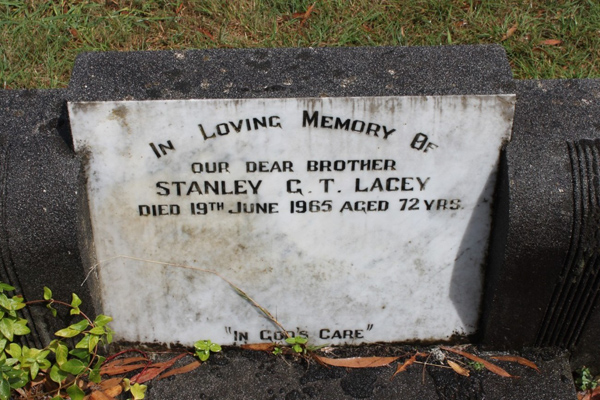 In Loving Memory Of
OUR DEAR BROTHER
STANLEY G. T. LACEY
DIED 19TH JUNE 1965 AGED 72 YRS.
"In God's Care"